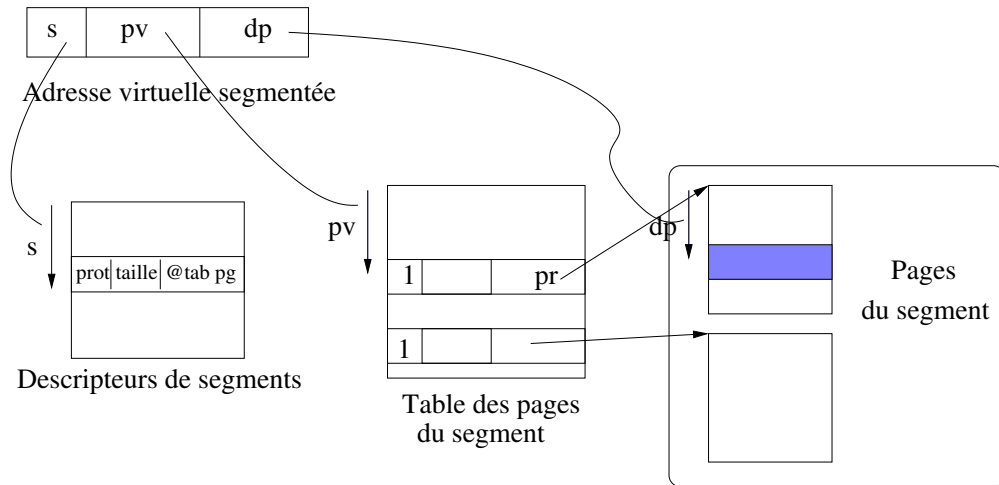 s pv dp
Adresse virtuelle segmentée
s
prot taille @tab pg
Descripteurs de segments
pv
1 pr
1
Table des pages
du segment
dp
Pages
du segment